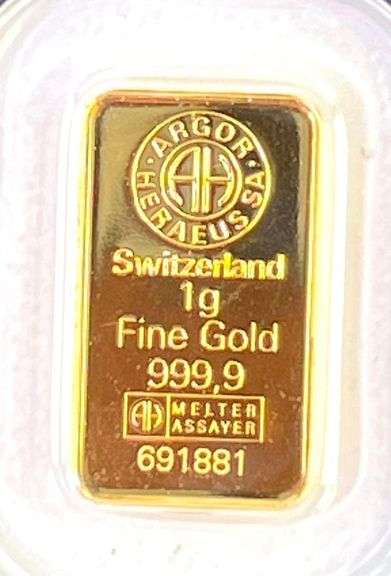 · ARGOR ·
HERAEUS SA
AH
Switzerland
1g
Fine Gold
999,9
AH MELTER
ASSAYER
691881